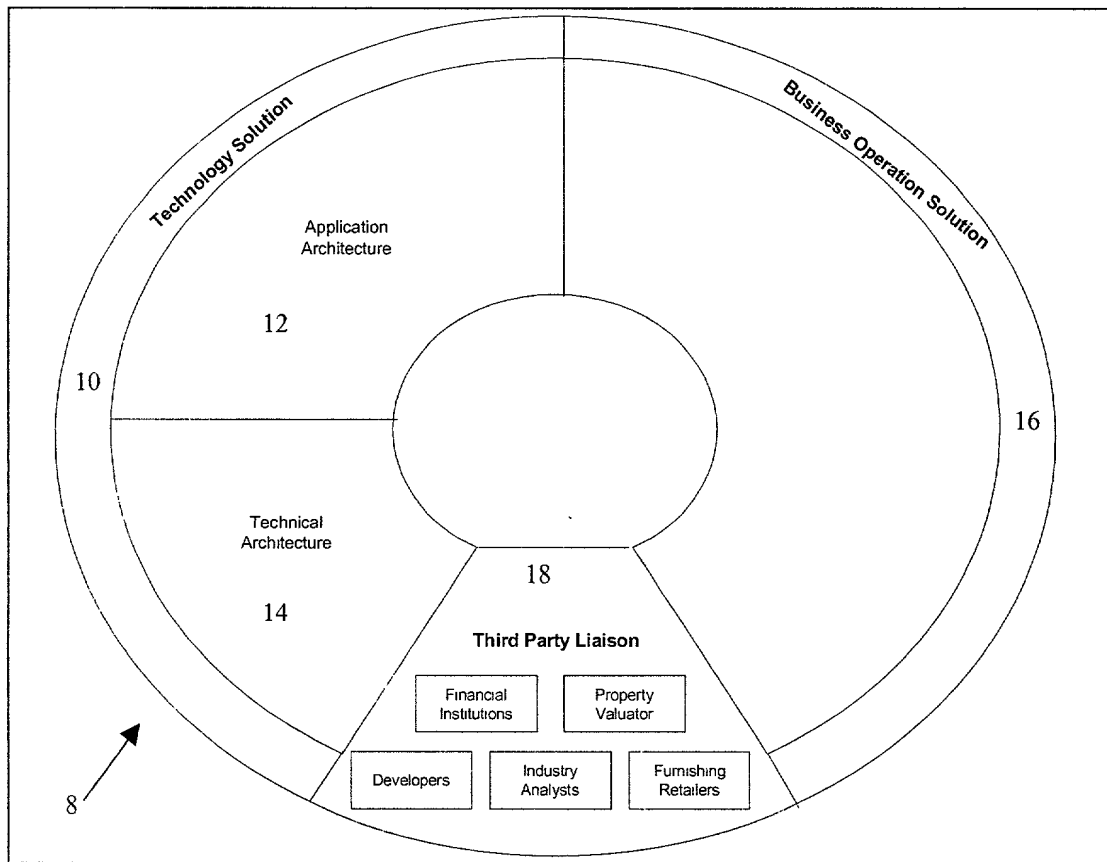 Technology Solution
Business Operation Solution
Application
Architecture
12
10
16
Technical
Architecture
14
18
Third Party Liaison
Financial
Institutions
Property
Valuator
Developers
Industry
Analysts
Furnishing
Retailers
8